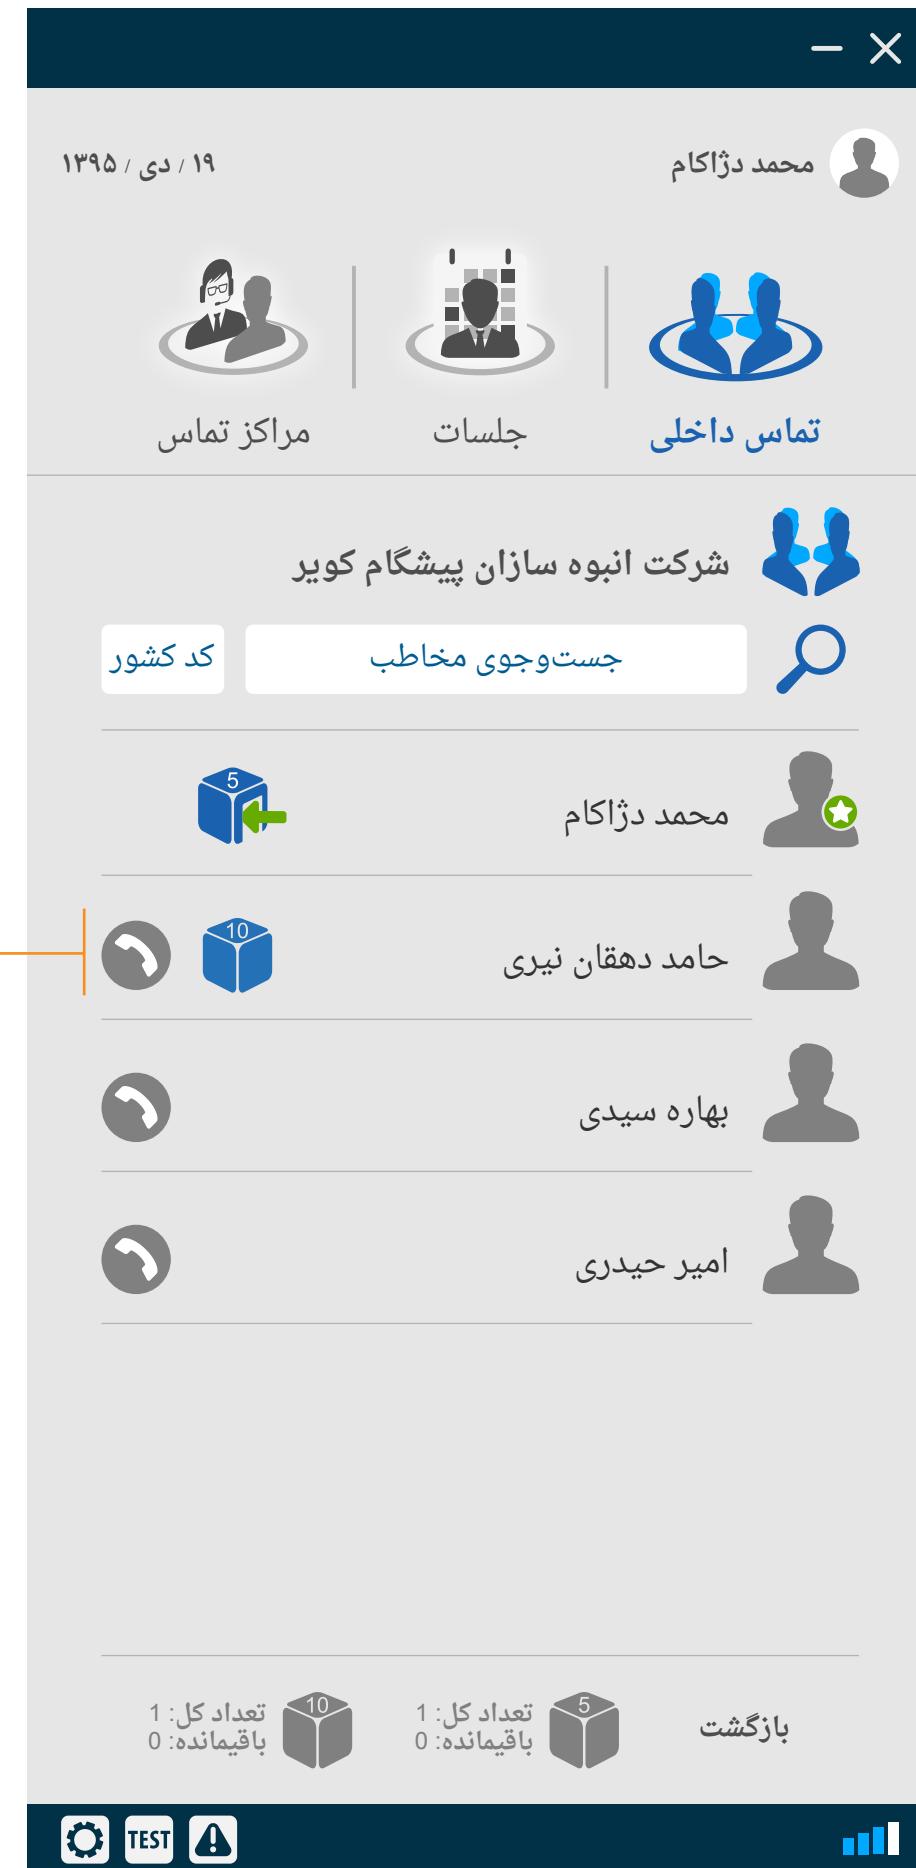 محمد دژاکام
۱۹ / دی / ۱۳۹۵
تماس داخلی
جلسات
مراکز تماس
شرکت انبوه سازان پیشگام کویر
جست‌وجوی مخاطب
کد کشور
محمد دژاکام
5
حامد دهقان نیری
10
بهاره سیدی
امیر حیدری
بازگشت
5
تعداد کل: 1
باقیمانده: 0
10
تعداد کل: 1
باقیمانده: 0
TEST